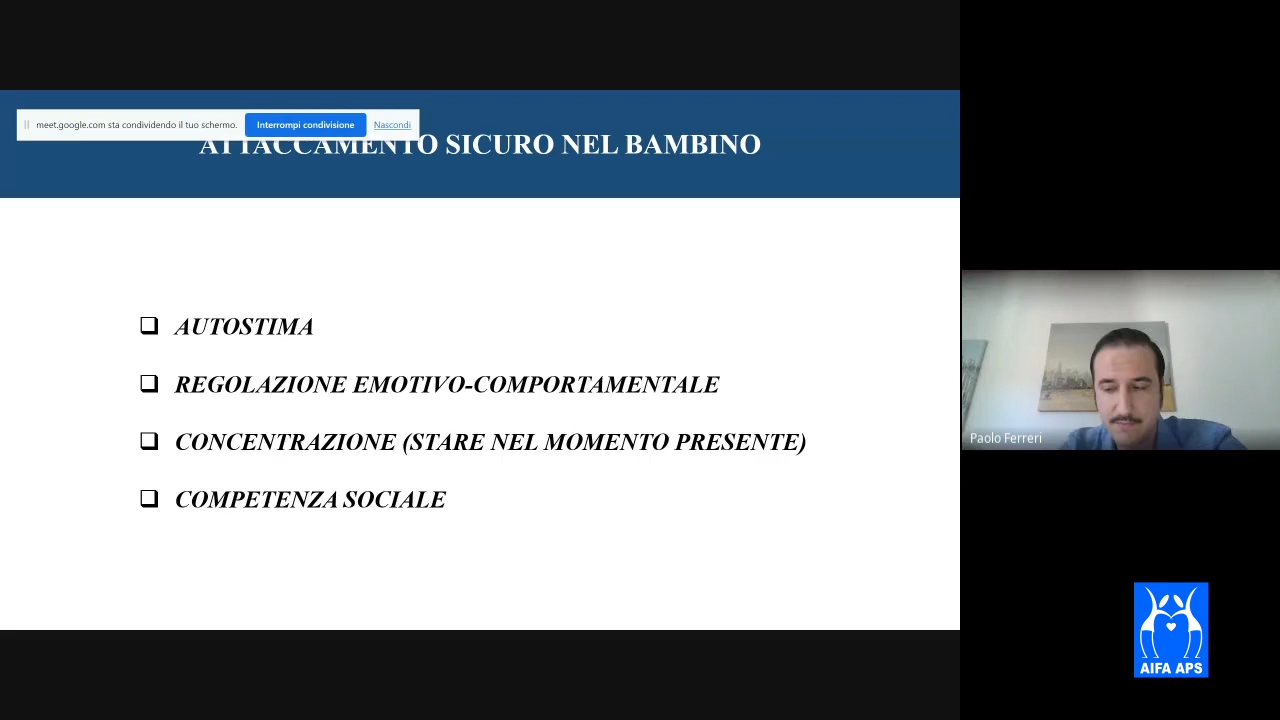 meet.google.com sta condividendo il tuo schermo. Interrompi condivisione Nascondi
ATTACCAMENTO SICURO NEL BAMBINO
AUTOSTIMA
REGOLAZIONE EMOTIVO-COMPORTAMENTALE
CONCENTRAZIONE (STARE NEL MOMENTO PRESENTE)
COMPETENZA SOCIALE
Paolo Ferreri
AIFA APS